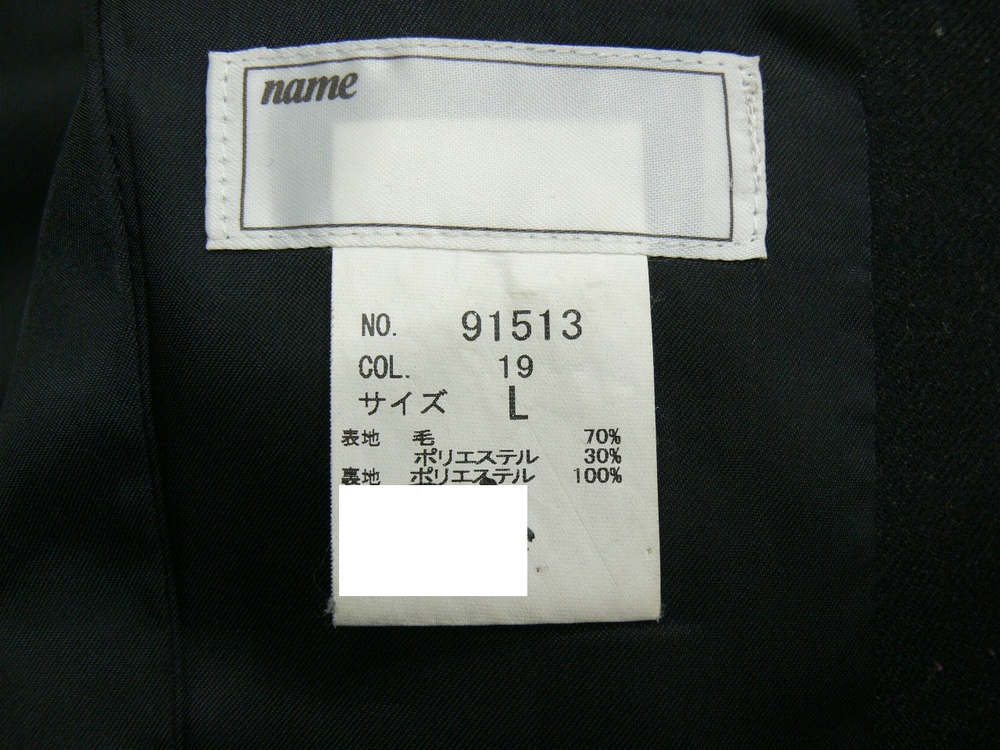 name
NO. 91513
COL. 19
サイズ L
表地 毛 70%
ポリエステル 30%
裏地 ポリエステル 100%